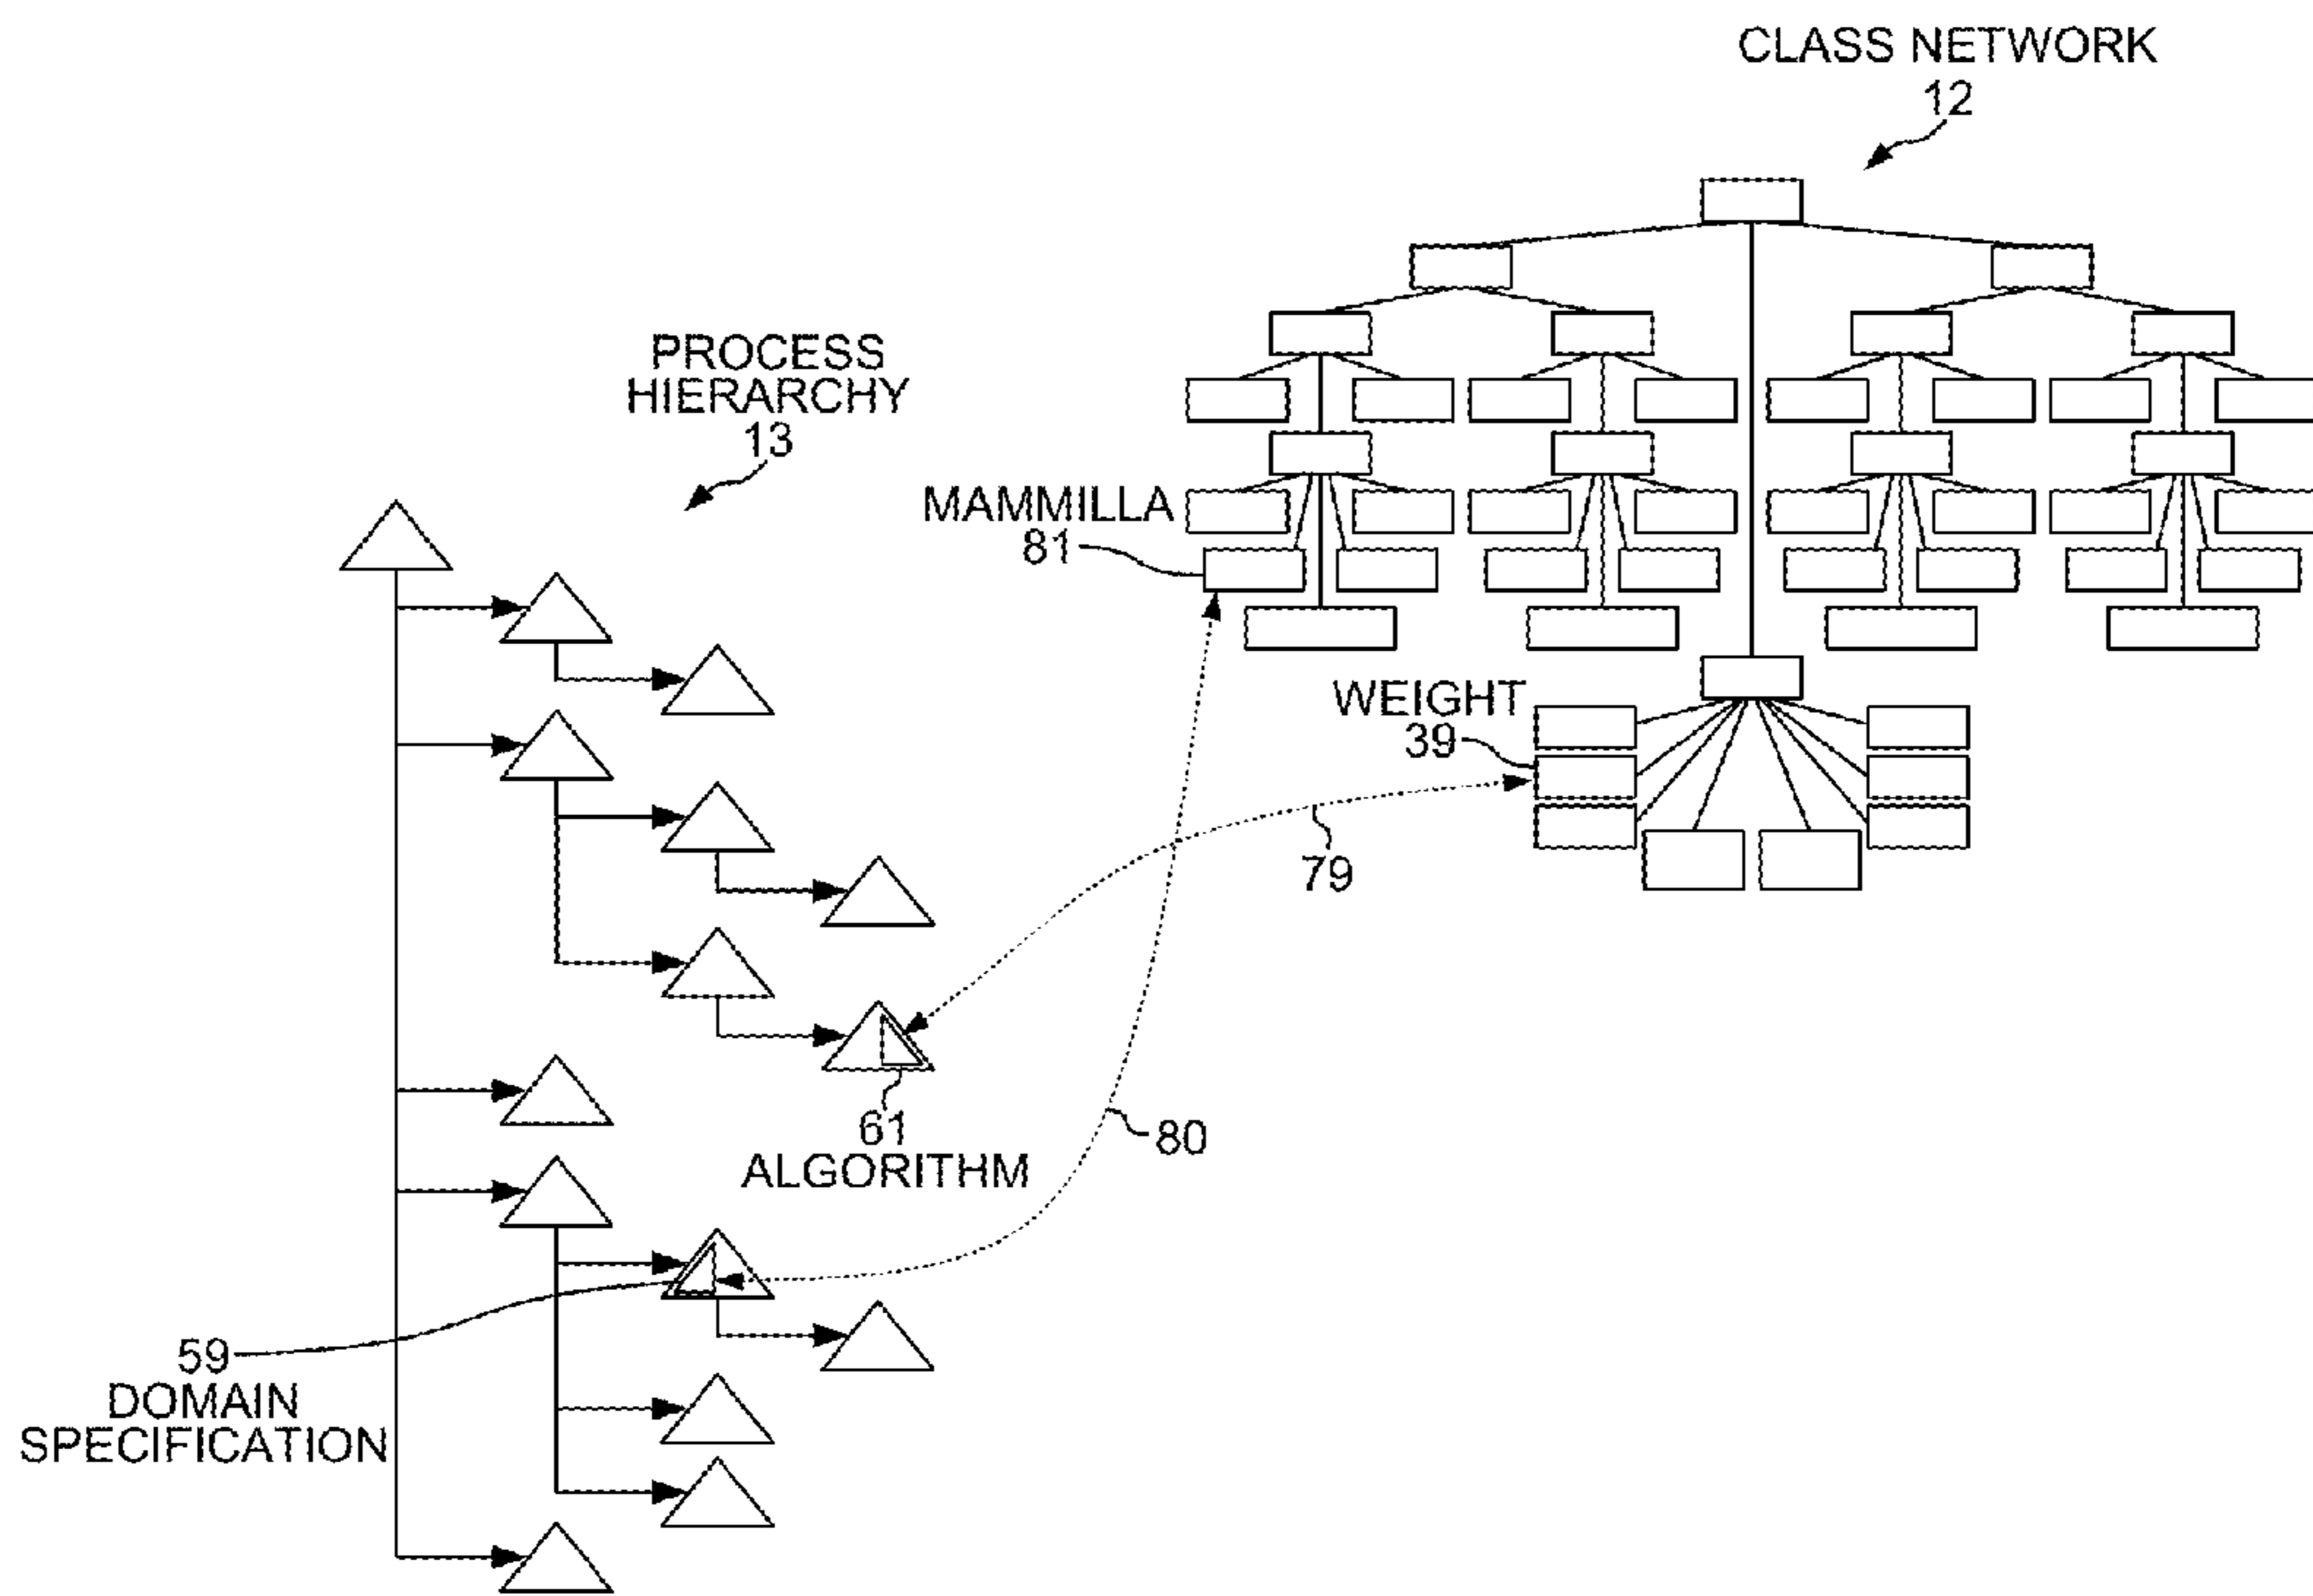 CLASS NETWORK
12
PROCESS
HIERARCHY
13
MAMMILLA
81
WEIGHT
39
79
61
ALGORITHM
80
59
DOMAIN
SPECIFICATION